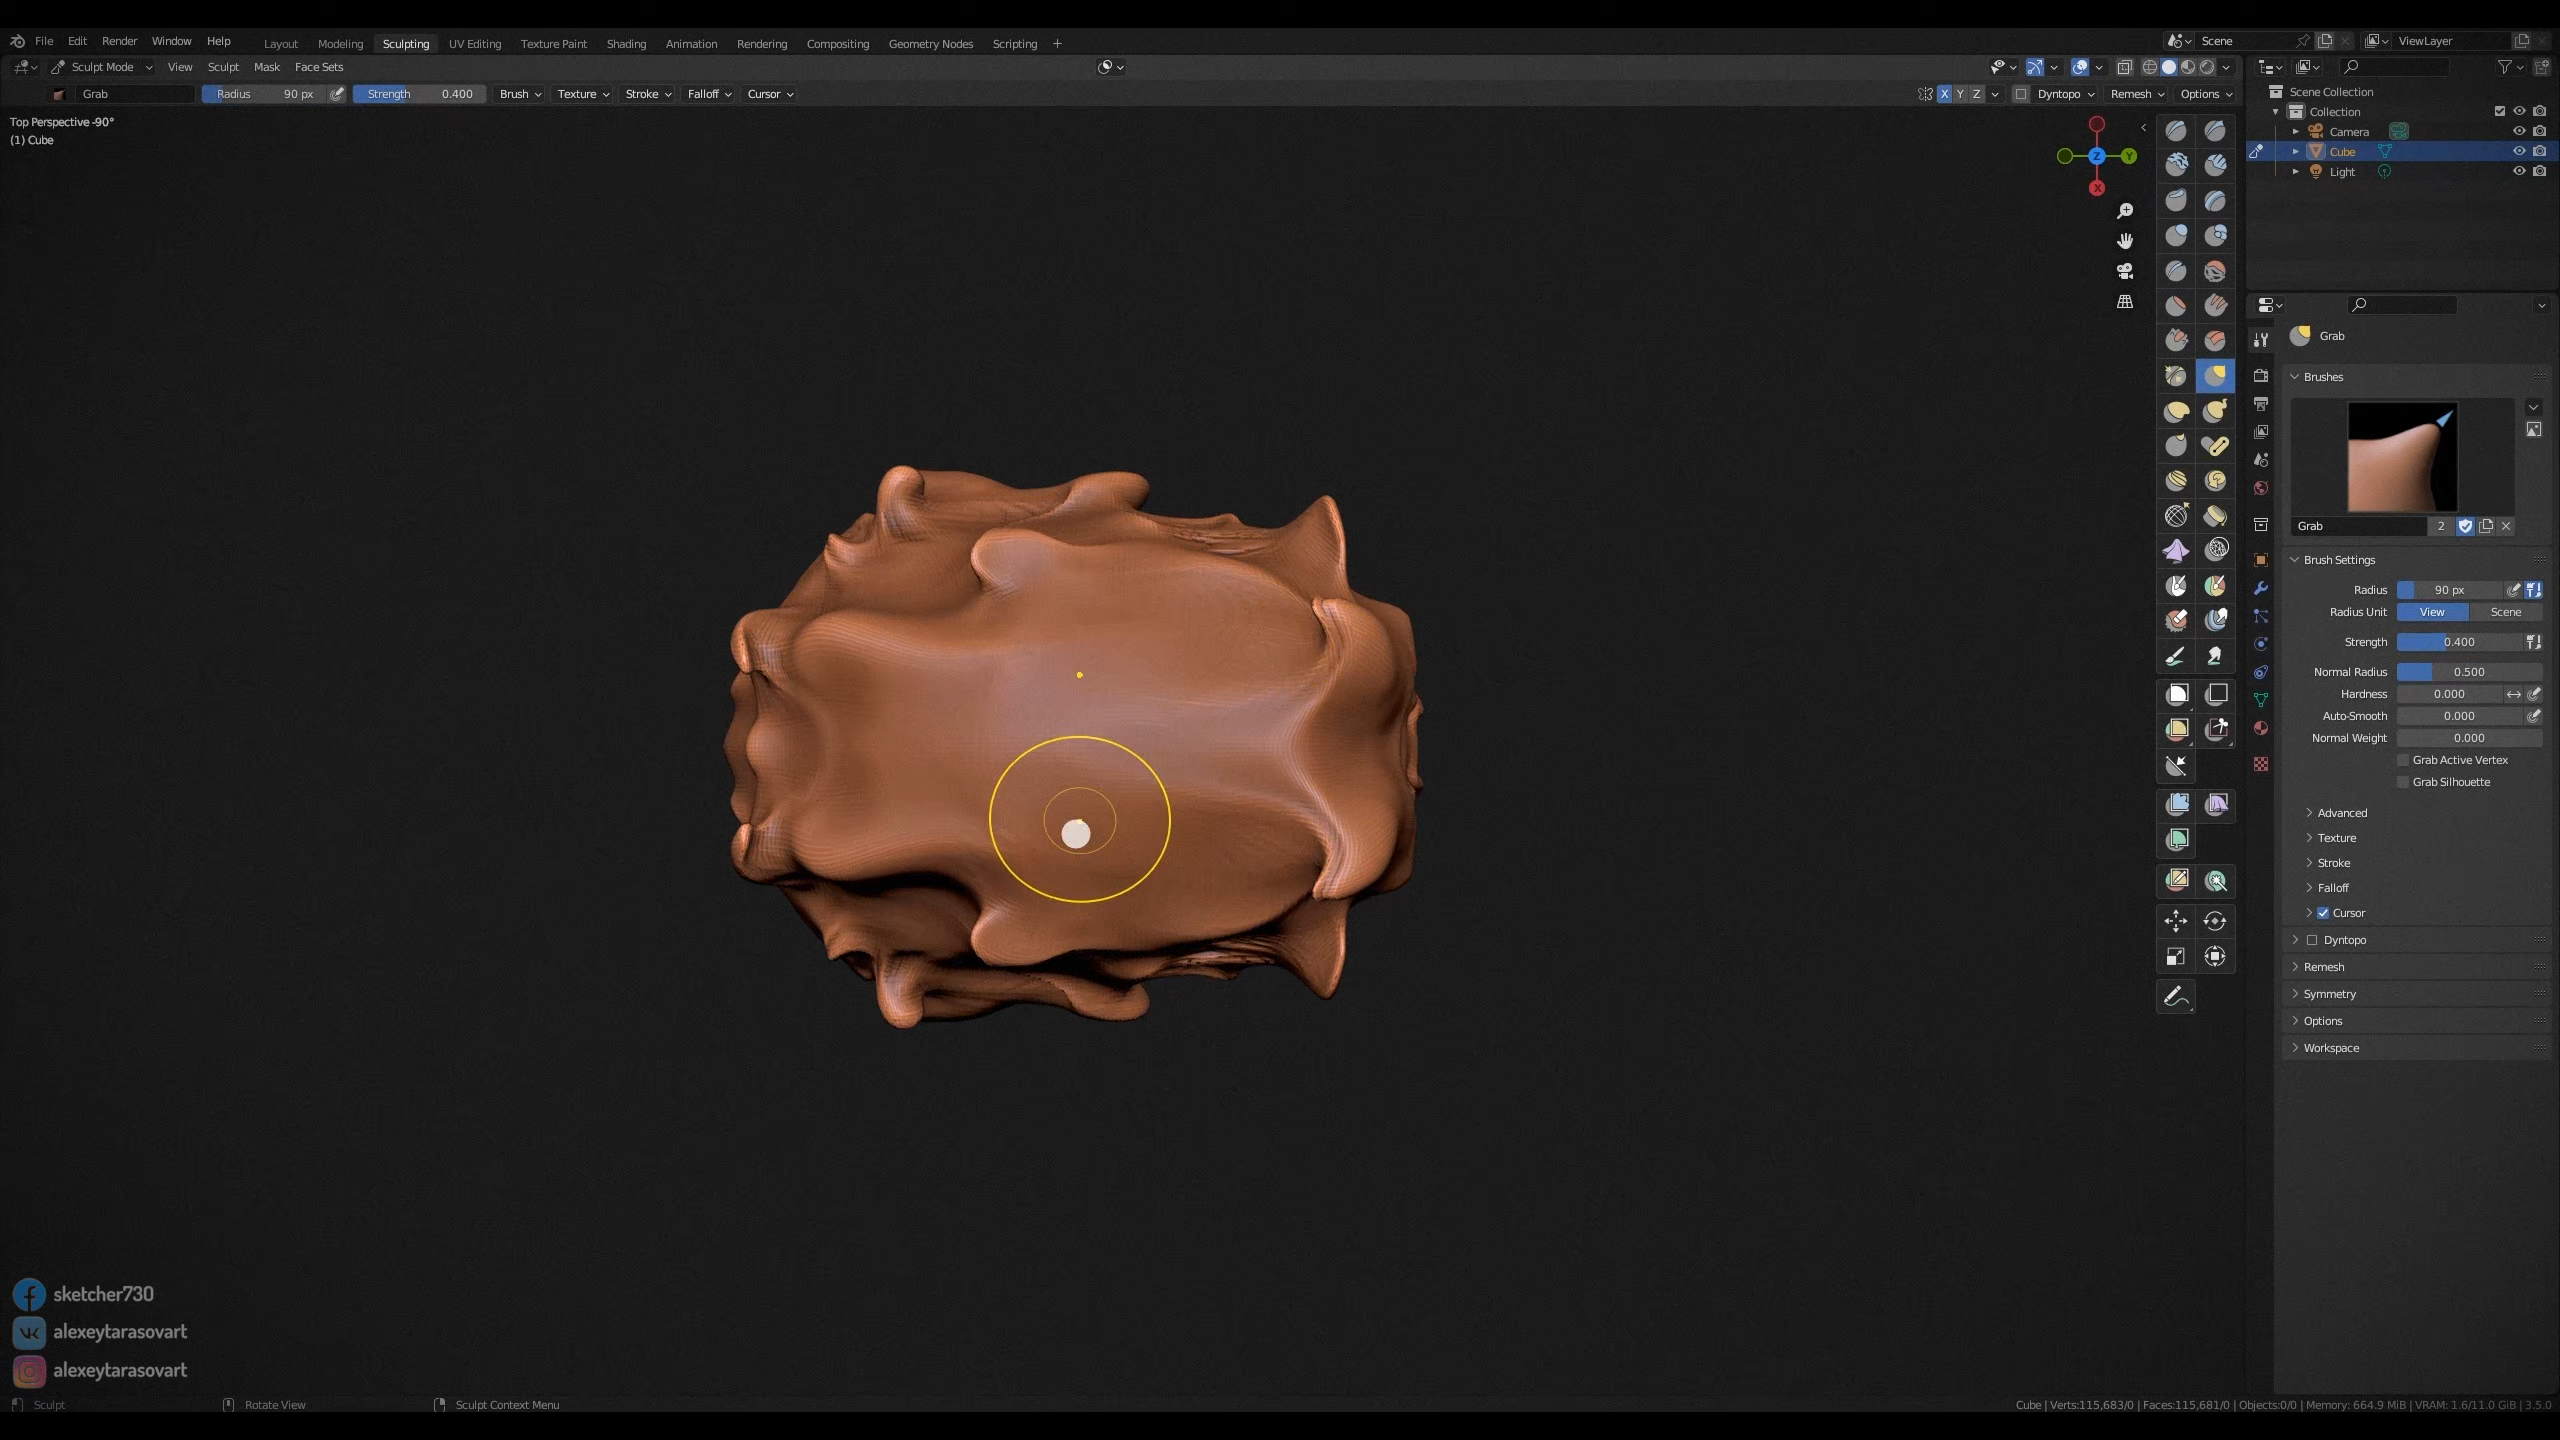 File Edit Render Window Help Layout Modeling Sculpting UV Editing Texture Paint Shading Animation Rendering Compositing Geometry Nodes Scripting + Scene ViewLayer
Sculpt Mode View Sculpt Mask Face Sets
Grab Radius 90 px Strength 0.400 Brush Texture Stroke Falloff Cursor X Y Z Dyntopo Remesh Options
Top Perspective -90°
(1) Cube
Z Y
X
Scene Collection
Collection
Camera
Cube
Light
Grab
Brushes
Grab 2
Brush Settings
Radius 90 px
Radius Unit View Scene
Strength 0.400
Normal Radius 0.500
Hardness 0.000
Auto-Smooth 0.000
Normal Weight 0.000
Grab Active Vertex
Grab Silhouette
Advanced
Texture
Stroke
Falloff
Cursor
Dyntopo
Remesh
Symmetry
Options
Workspace
sketcher730
alexeytarasovart
alexeytarasovart
Sculpt Rotate View Sculpt Context Menu Cube | Verts:115,683/0 | Faces:115,681/0 | Objects:0/0 | Memory: 664.9 MiB | VRAM: 1.6/11.0 GiB | 3.5.0